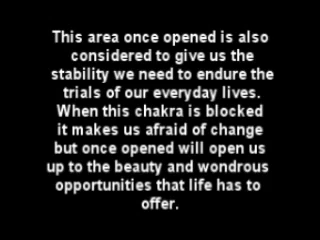 This area once opened is also
considered to give us the
stability we need to endure the
trials of our everyday lives.
When this chakra is blocked
it makes us afraid of change
but once opened will open us
up to the beauty and wondrous
opportunities that life has to
offer.